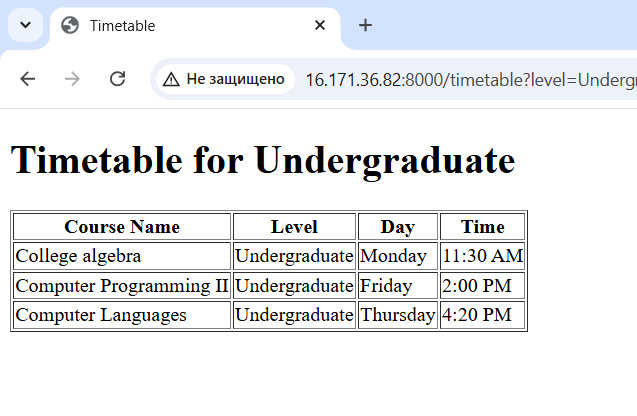 Timetable
Не защищено 16.171.36.82:8000/timetable?level=Undergr
Timetable for Undergraduate
Course Name Level Day Time
College algebra Undergraduate Monday 11:30 AM
Computer Programming II Undergraduate Friday 2:00 PM
Computer Languages Undergraduate Thursday 4:20 PM